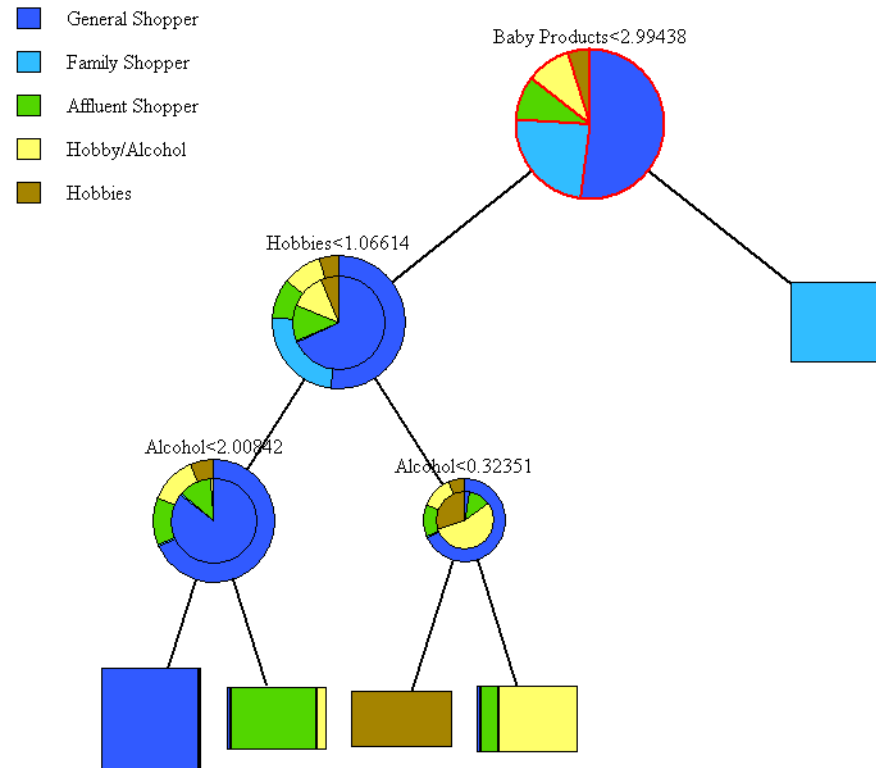 General Shopper
Family Shopper
Affluent Shopper
Hobby/Alcohol
Hobbies
Baby Products<2.99438
Hobbies<1.06614
Alcohol<2.00842
Alcohol<0.32351